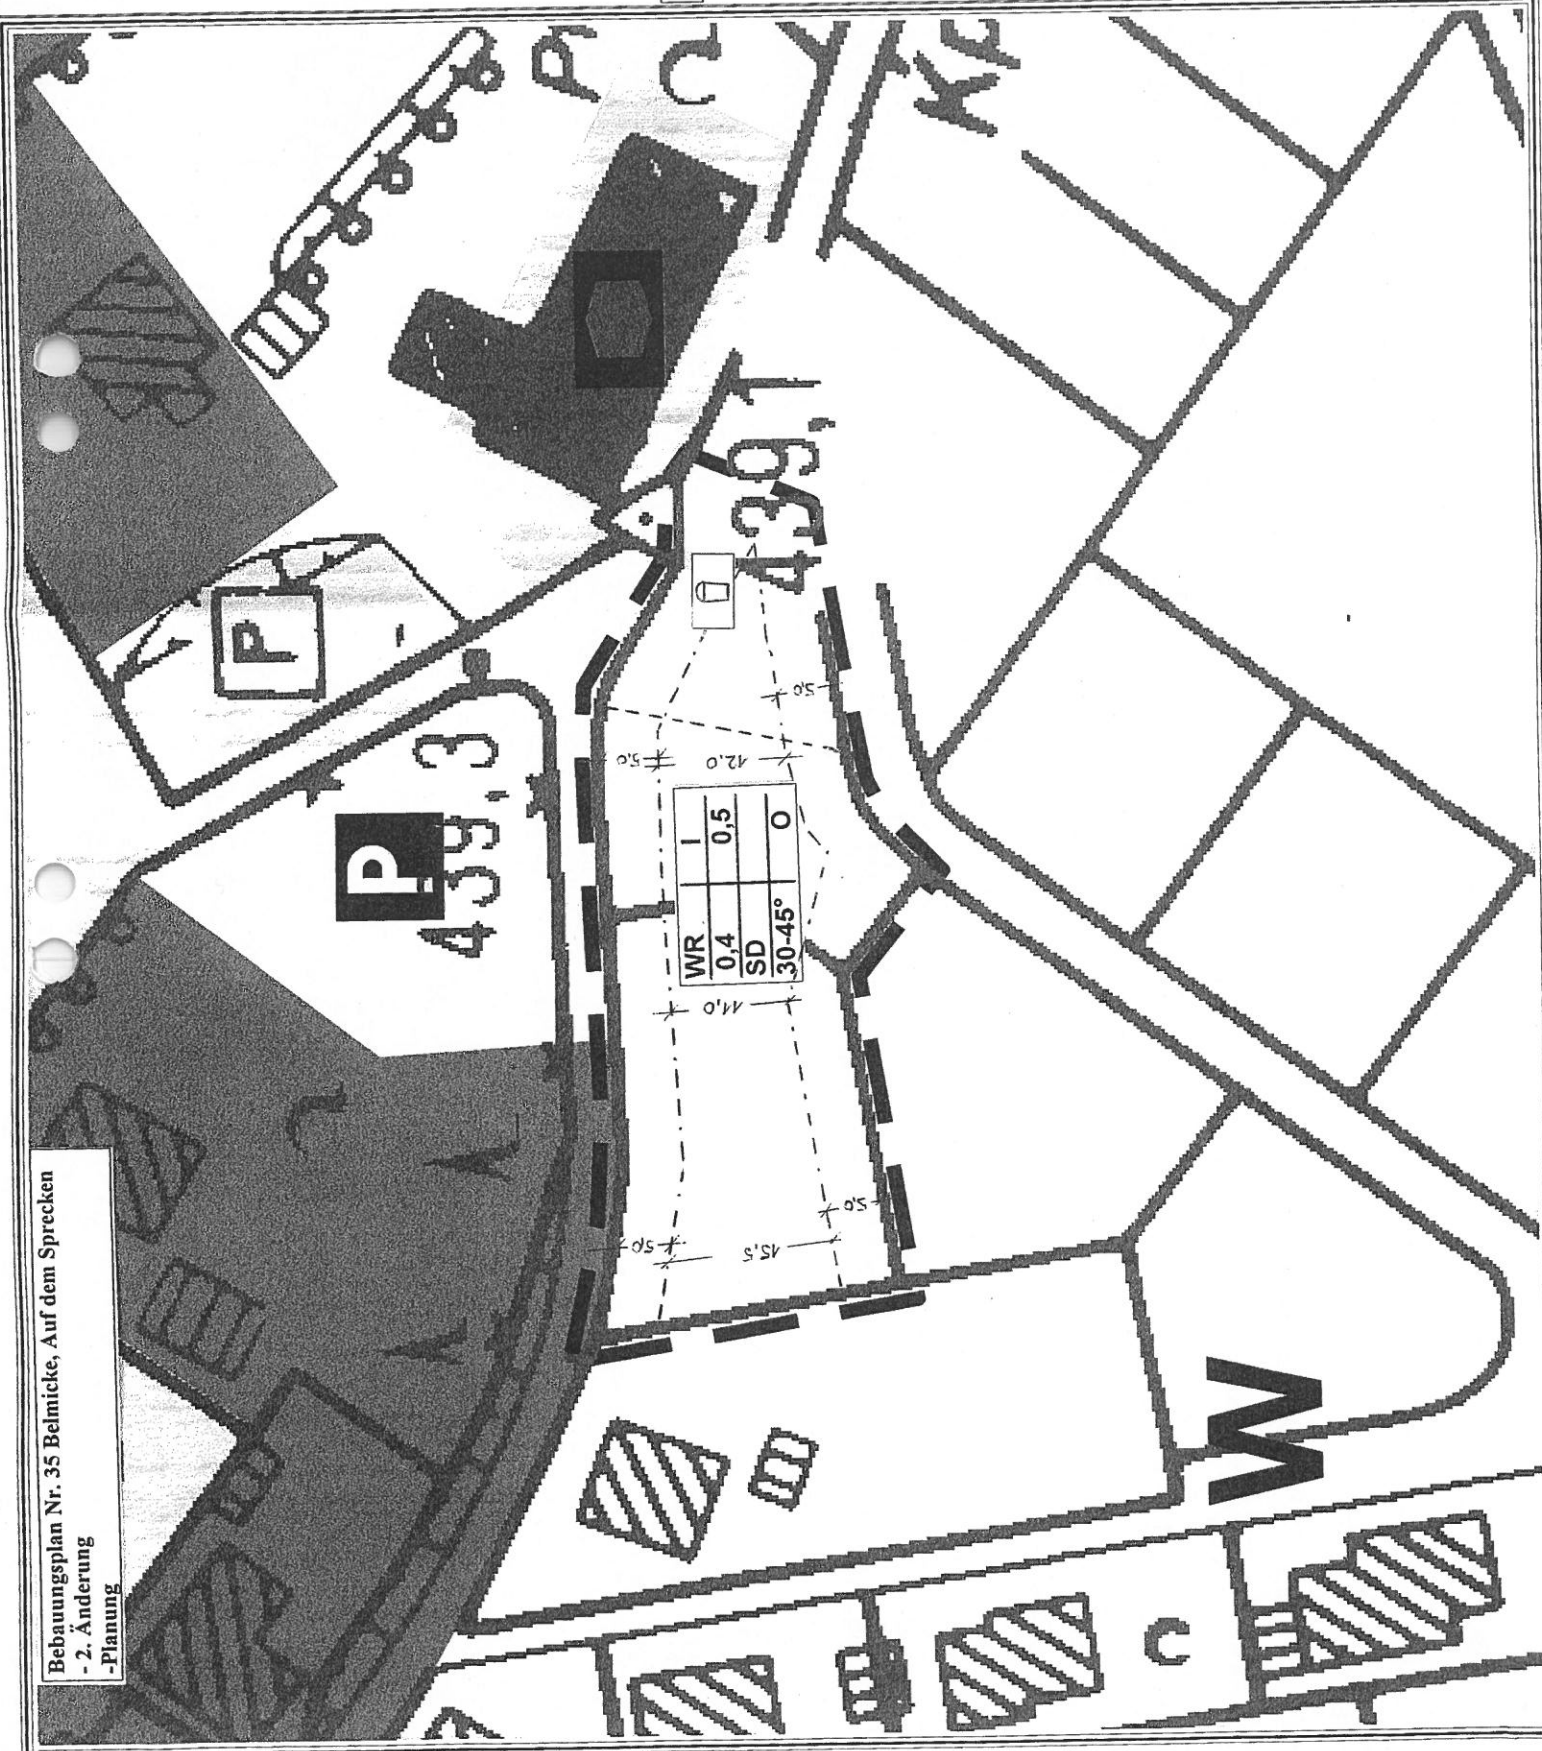 Bebauungsplan Nr. 35 Belmicke, Auf dem Sprecken
- 2. Änderung
-Planung
P
P
439,3
439,1
WR I
0,4 0,5
SD
30-45° O
5,0
12,0
5,0
11,0
5,0
15,5
5,0
W